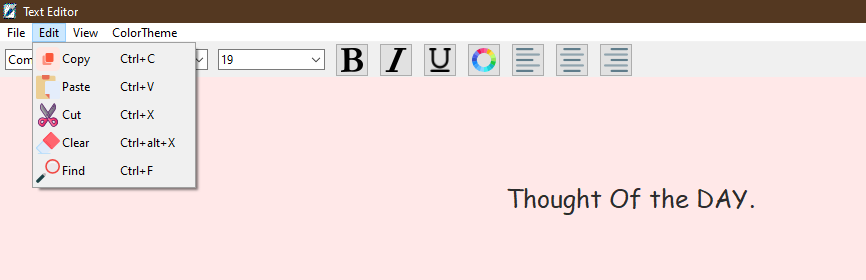 Text Editor
File Edit View ColorTheme
Com 19 B I U
Copy Ctrl+C
Paste Ctrl+V
Cut Ctrl+X
Clear Ctrl+alt+X
Find Ctrl+F
Thought Of the DAY.